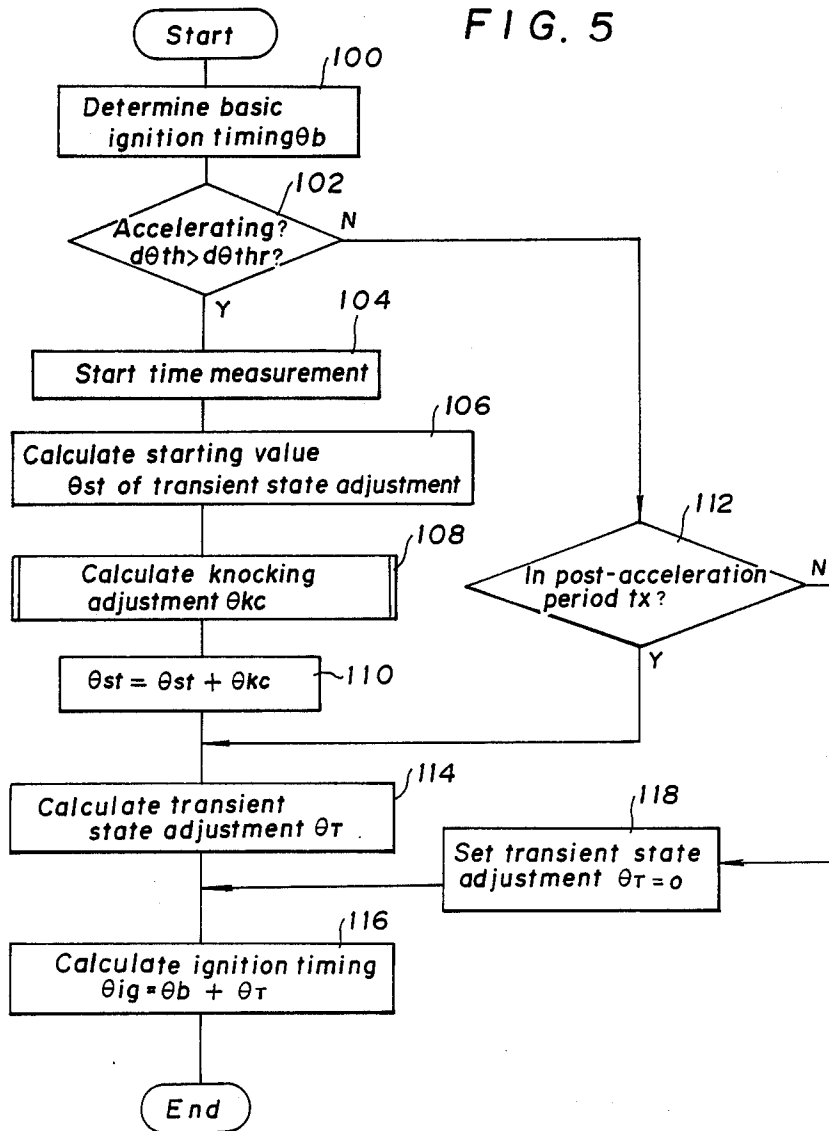 FIG. 5
Start
100
Determine basic
ignition timing θb
102
Accelerating?
dθth > dθthr?
N
Y
104
Start time measurement
106
Calculate starting value
θst of transient state adjustment
108
Calculate knocking
adjustment θkc
110
θst = θst + θkc
112
In post-acceleration
period tx?
N
Y
114
Calculate transient
state adjustment θT
118
Set transient state
adjustment θT = 0
116
Calculate ignition timing
θig = θb + θT
End